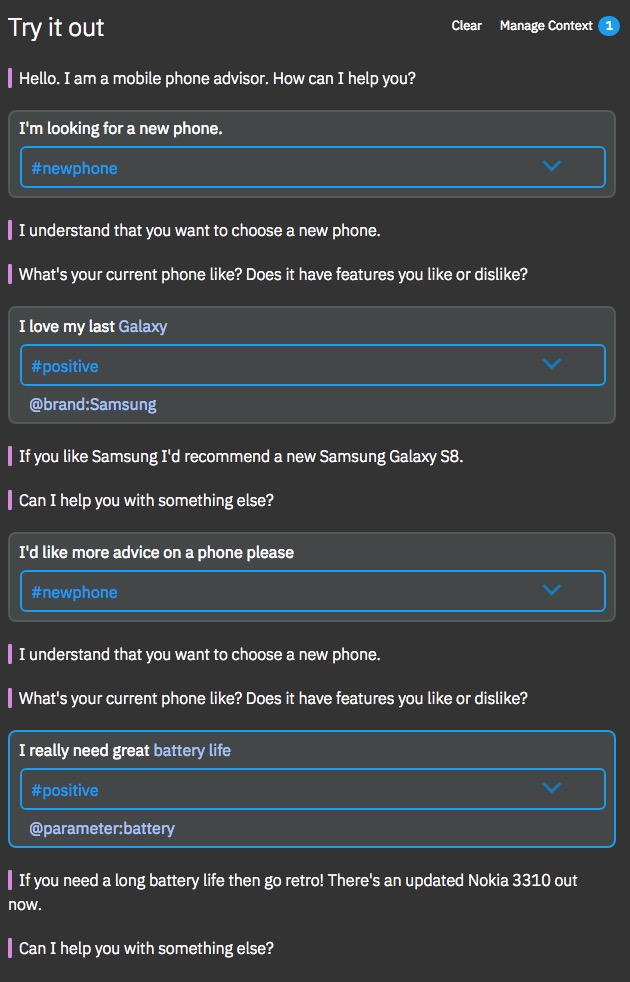 Try it out
Clear
Manage Context
1
Hello. I am a mobile phone advisor. How can I help you?
I'm looking for a new phone.
#newphone
I understand that you want to choose a new phone.
What's your current phone like? Does it have features you like or dislike?
I love my last Galaxy
#positive
@brand:Samsung
If you like Samsung I'd recommend a new Samsung Galaxy S8.
Can I help you with something else?
I'd like more advice on a phone please
#newphone
I understand that you want to choose a new phone.
What's your current phone like? Does it have features you like or dislike?
I really need great battery life
#positive
@parameter:battery
If you need a long battery life then go retro! There's an updated Nokia 3310 out
now.
Can I help you with something else?